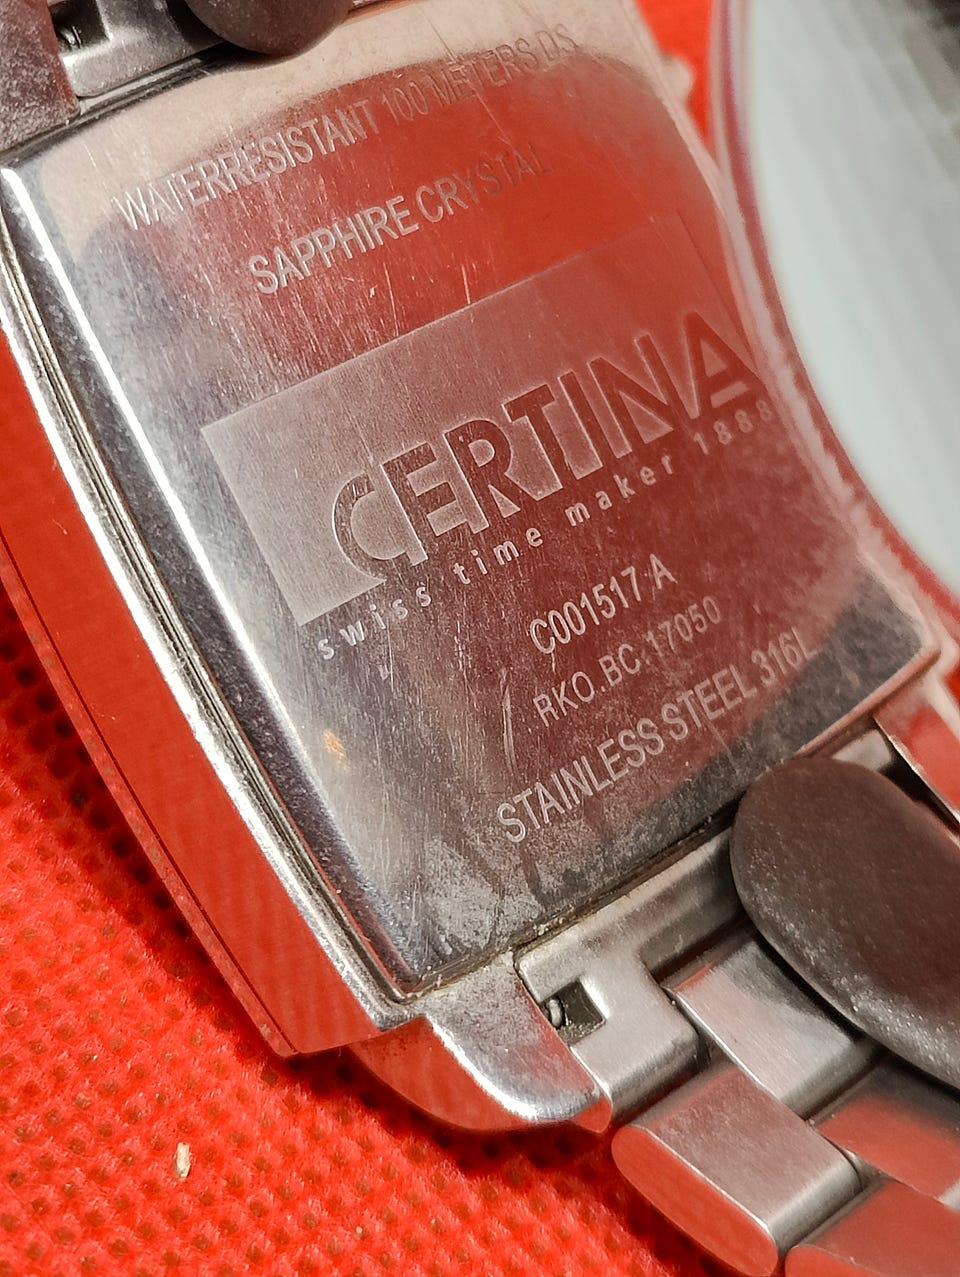 WATERRESISTANT 100 METERS DS
SAPPHIRE CRYSTAL
CERTINA
swiss time maker 1888
C001517 A
RKO.BC.17050
STAINLESS STEEL 316L